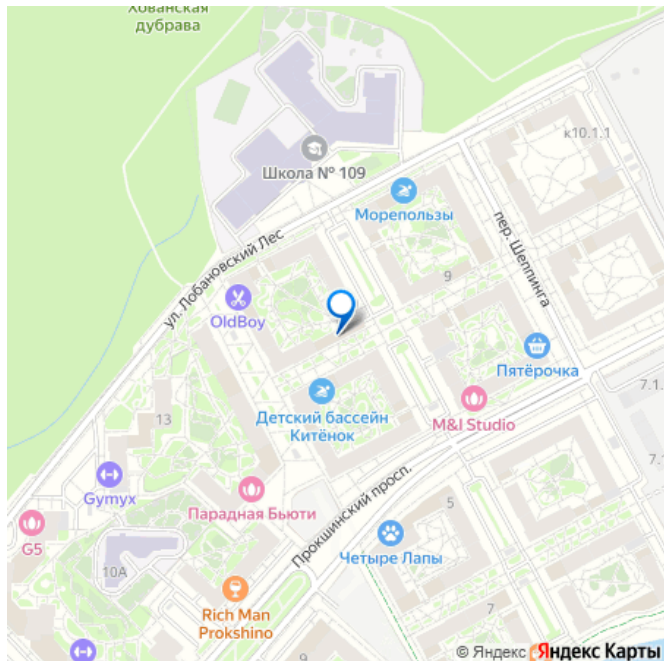 Хованская
дубрава
к10.1.1
Школа № 109
Морепользы
ул. Лобановский Лес
пер. Шеппинга
9
OldBoy
Пятёрочка
7.1.
Детский бассейн
Китёнок
M&I Studio
13
Gymyx
Парадная Бьюти
Прокшинский просп.
5
7.1
G5
Четыре Лапы
10А
Rich Man
Prokshino
7
9
© Яндекс Яндекс Карты